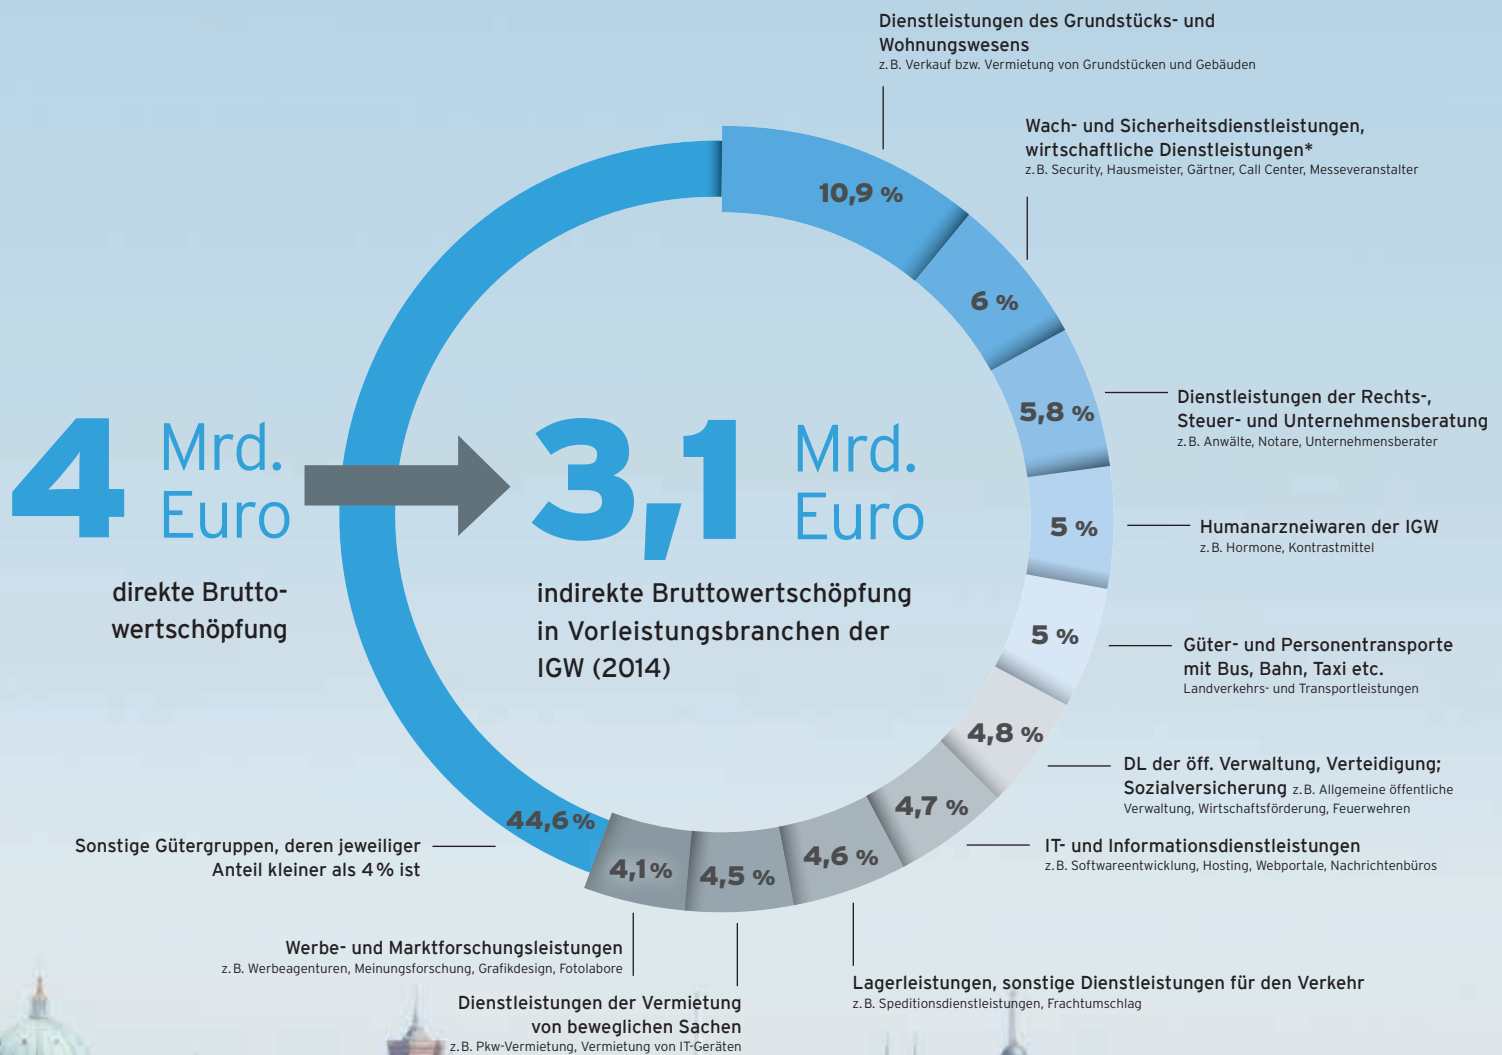 Dienstleistungen des Grundstücks- und
Wohnungswesens
z. B. Verkauf bzw. Vermietung von Grundstücken und Gebäuden
10,9 %
Wach- und Sicherheitsdienstleistungen,
wirtschaftliche Dienstleistungen*
z. B. Security, Hausmeister, Gärtner, Call Center, Messeveranstalter
6 %
Dienstleistungen der Rechts-,
Steuer- und Unternehmensberatung
z. B. Anwälte, Notare, Unternehmensberater
5,8 %
4 Mrd.
Euro
direkte Brutto-
wertschöpfung
3,1 Mrd.
Euro
indirekte Bruttowertschöpfung
in Vorleistungsbranchen der
IGW (2014)
5 %
Humanarzneiwaren der IGW
z. B. Hormone, Kontrastmittel
5 %
Güter- und Personentransporte
mit Bus, Bahn, Taxi etc.
Landverkehrs- und Transportleistungen
4,8 %
DL der öff. Verwaltung, Verteidigung;
Sozialversicherung z. B. Allgemeine öffentliche
Verwaltung, Wirtschaftsförderung, Feuerwehren
4,7 %
IT- und Informationsdienstleistungen
z. B. Softwareentwicklung, Hosting, Webportale, Nachrichtenbüros
4,6 %
Lagerleistungen, sonstige Dienstleistungen für den Verkehr
z. B. Speditionsdienstleistungen, Frachtumschlag
4,5 %
Dienstleistungen der Vermietung
von beweglichen Sachen
z. B. Pkw-Vermietung, Vermietung von IT-Geräten
4,1 %
Werbe- und Marktforschungsleistungen
z. B. Werbeagenturen, Meinungsforschung, Grafikdesign, Fotolabore
44,6 %
Sonstige Gütergruppen, deren jeweiliger
Anteil kleiner als 4 % ist